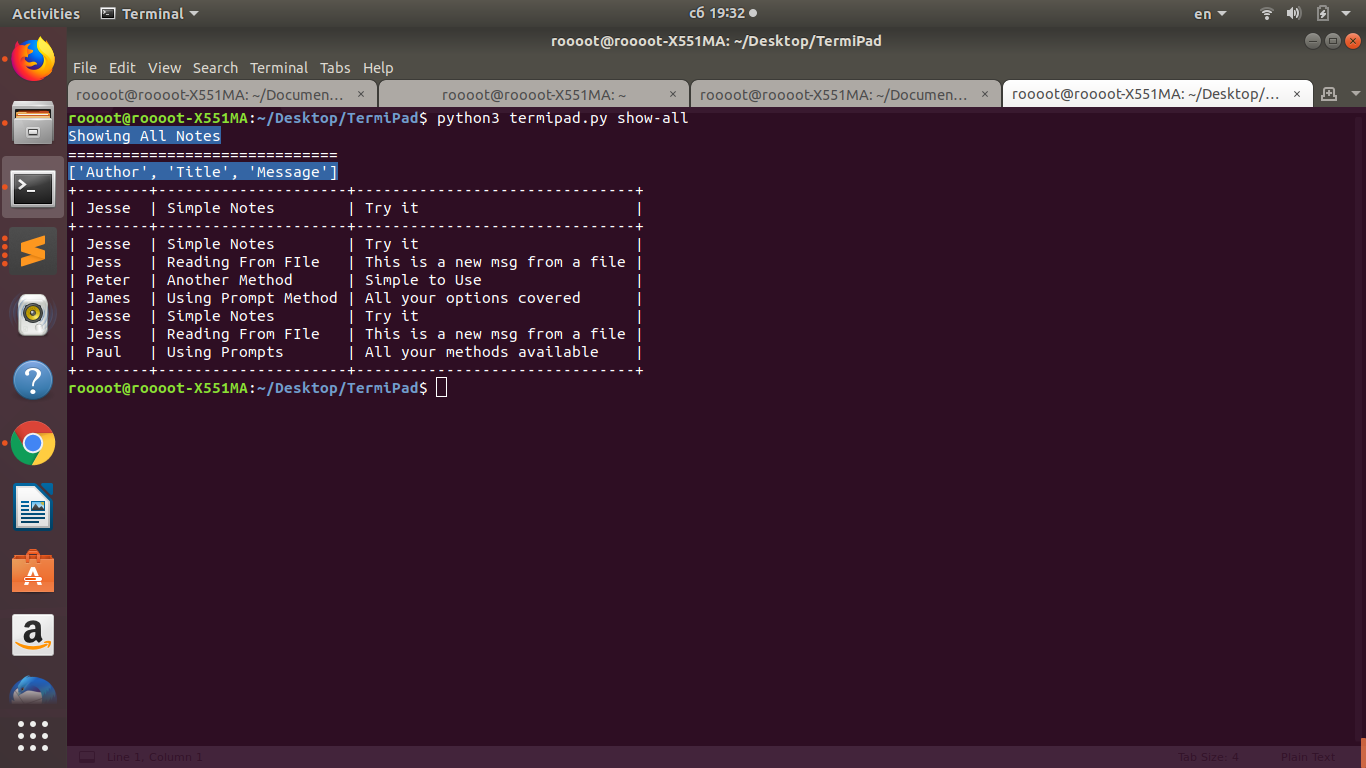 Activities Terminal сб 19:32 en
roooot@roooot-X551MA: ~/Desktop/TermiPad
File Edit View Search Terminal Tabs Help
roooot@roooot-X551MA: ~/Documen... × roooot@roooot-X551MA: ~ × roooot@roooot-X551MA: ~/Documen... × roooot@roooot-X551MA: ~/Desktop/... ×
roooot@roooot-X551MA:~/Desktop/TermiPad$ python3 termipad.py show-all
Showing All Notes
==============================
['Author', 'Title', 'Message']
+--------+---------------------+-------------------------------+
| Jesse  | Simple Notes        | Try it                        |
+--------+---------------------+-------------------------------+
| Jesse  | Simple Notes        | Try it                        |
| Jess   | Reading From FIle   | This is a new msg from a file |
| Peter  | Another Method      | Simple to Use                 |
| James  | Using Prompt Method | All your options covered      |
| Jesse  | Simple Notes        | Try it                        |
| Jess   | Reading From FIle   | This is a new msg from a file |
| Paul   | Using Prompts       | All your methods available    |
+--------+---------------------+-------------------------------+
roooot@roooot-X551MA:~/Desktop/TermiPad$
Line 1, Column 1 Tab Size: 4 Plain Text